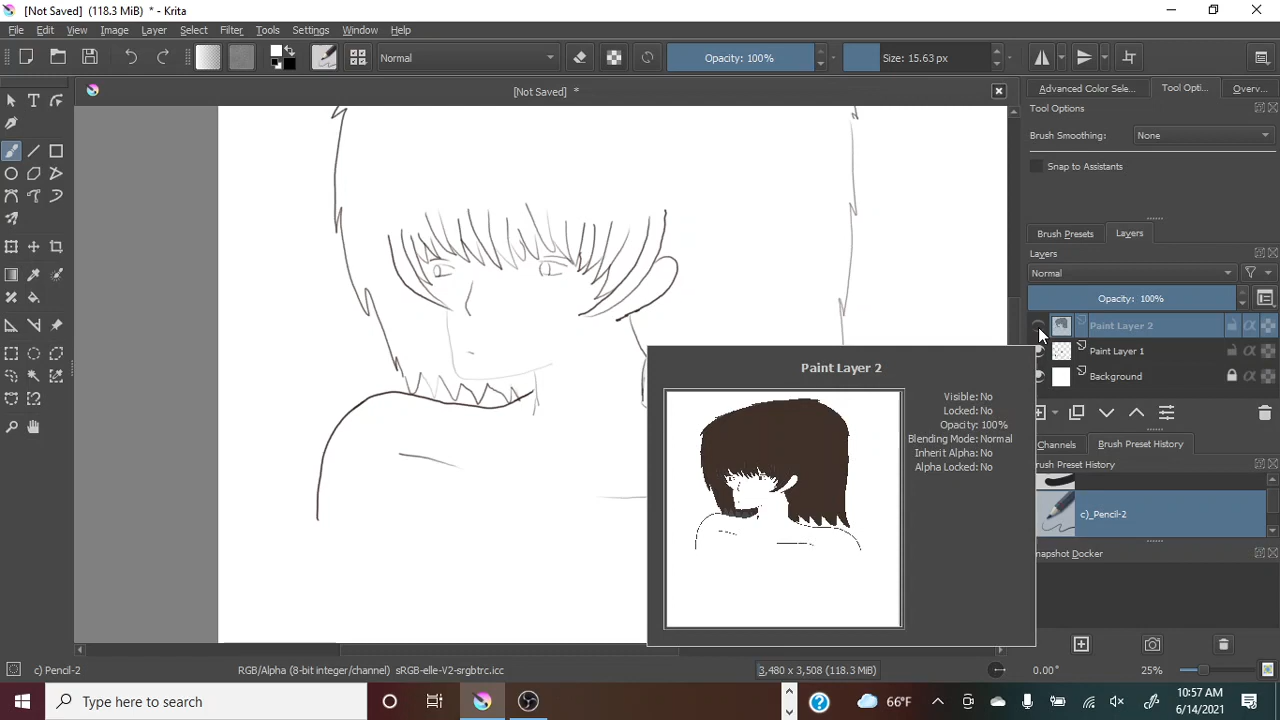 [Not Saved] (118.3 MiB) * - Krita
File Edit View Image Layer Select Filter Tools Settings Window Help
Normal
Opacity: 100%
Size: 15.63 px
[Not Saved] *
Advanced Color Sele...
Tool Opti...
Overv...
Tool Options
Brush Smoothing:
None
Snap to Assistants
Brush Presets
Layers
Layers
Normal
Opacity: 100%
Paint Layer 2
Paint Layer 1
Background
Paint Layer 2
Visible: No
Locked: No
Opacity: 100%
Blending Mode: Normal
Inherit Alpha: No
Alpha Locked: No
Channels
Brush Preset History
Brush Preset History
c)_Pencil-2
napshot Docker
c) Pencil-2
RGB/Alpha (8-bit integer/channel) sRGB-elle-V2-srgbtrc.icc
3,480 x 3,508 (118.3 MiB)
0.00°
25%
Type here to search
66°F
10:57 AM
6/14/2021